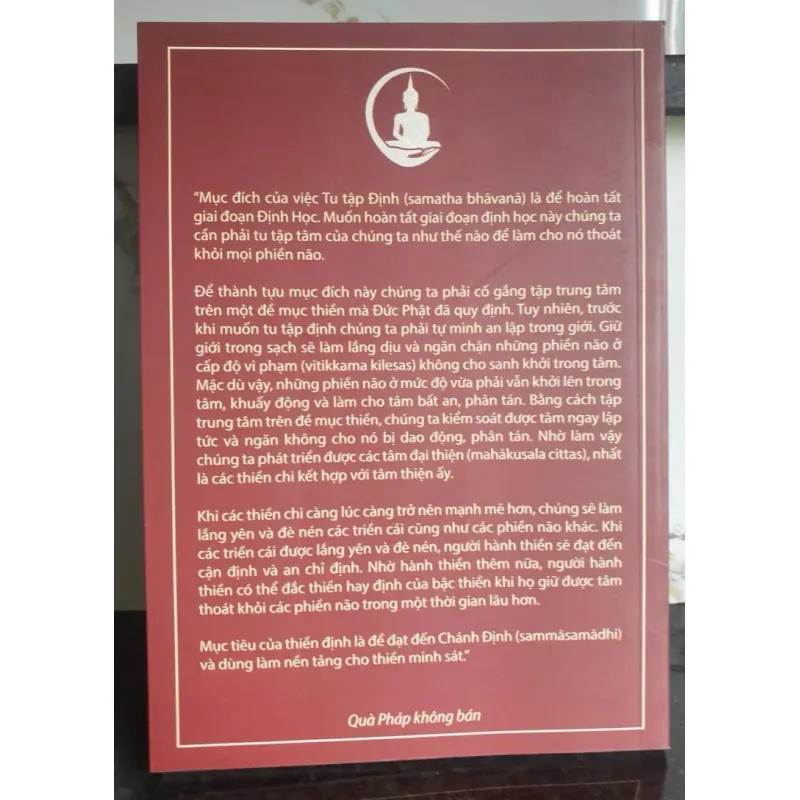 “Mục đích của việc Tu tập Định (samatha bhāvanā) là để hoàn tất
giai đoạn Định Học. Muốn hoàn tất giai đoạn định học này chúng ta
cần phải tu tập tâm của chúng ta như thế nào để làm cho nó thoát
khỏi mọi phiền não.
Để thành tựu mục đích này chúng ta phải cố gắng tập trung tâm
trên một đề mục thiền mà Đức Phật đã quy định. Tuy nhiên, trước
khi muốn tu tập định chúng ta phải tự mình an lập trong giới. Giữ
giới trong sạch sẽ làm lắng dịu và ngăn chặn những phiền não ở
cấp độ vi phạm (vītikkama kilesas) không cho sanh khởi trong tâm.
Mặc dù vậy, những phiền não ở mức độ vừa phải vẫn khởi lên trong
tâm, khuấy động và làm cho tâm bất an, phân tán. Bằng cách tập
trung tâm trên đề mục thiền, chúng ta kiểm soát được tâm ngay lập
tức và ngăn không cho nó bị dao động, phân tán. Nhờ làm vậy
chúng ta phát triển được các tâm đại thiện (mahākusala cittas), nhất
là các thiền chi kết hợp với tâm thiện ấy.
Khi các thiền chi càng lúc càng trở nên mạnh mẽ hơn, chúng sẽ làm
lắng yên và đè nén các triền cái cũng như các phiền não khác. Khi
các triền cái được lắng yên và đè nén, người hành thiền sẽ đạt đến
cận định và an chỉ định. Nhờ hành thiền thêm nữa, người hành
thiền có thể đắc thiền hay định của bậc thiền khi họ giữ được tâm
thoát khỏi các phiền não trong một thời gian lâu hơn.
Mục tiêu của thiền định là để đạt đến Chánh Định (sammāsamādhi)
và dùng làm nền tảng cho thiền minh sát.”
Quà Pháp không bán